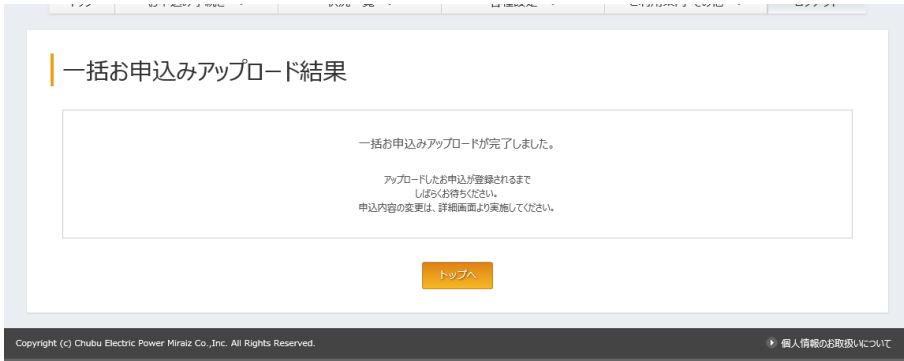 一括お申込みアップロード結果
一括お申込みアップロードが完了しました。
アップロードしたお申込が登録されるまで
しばらくお待ちください。
申込内容の変更は、詳細画面より実施してください。
トップへ
Copyright (c) Chubu Electric Power Miraiz Co.,Inc. All Rights Reserved.
個人情報のお取扱いについて